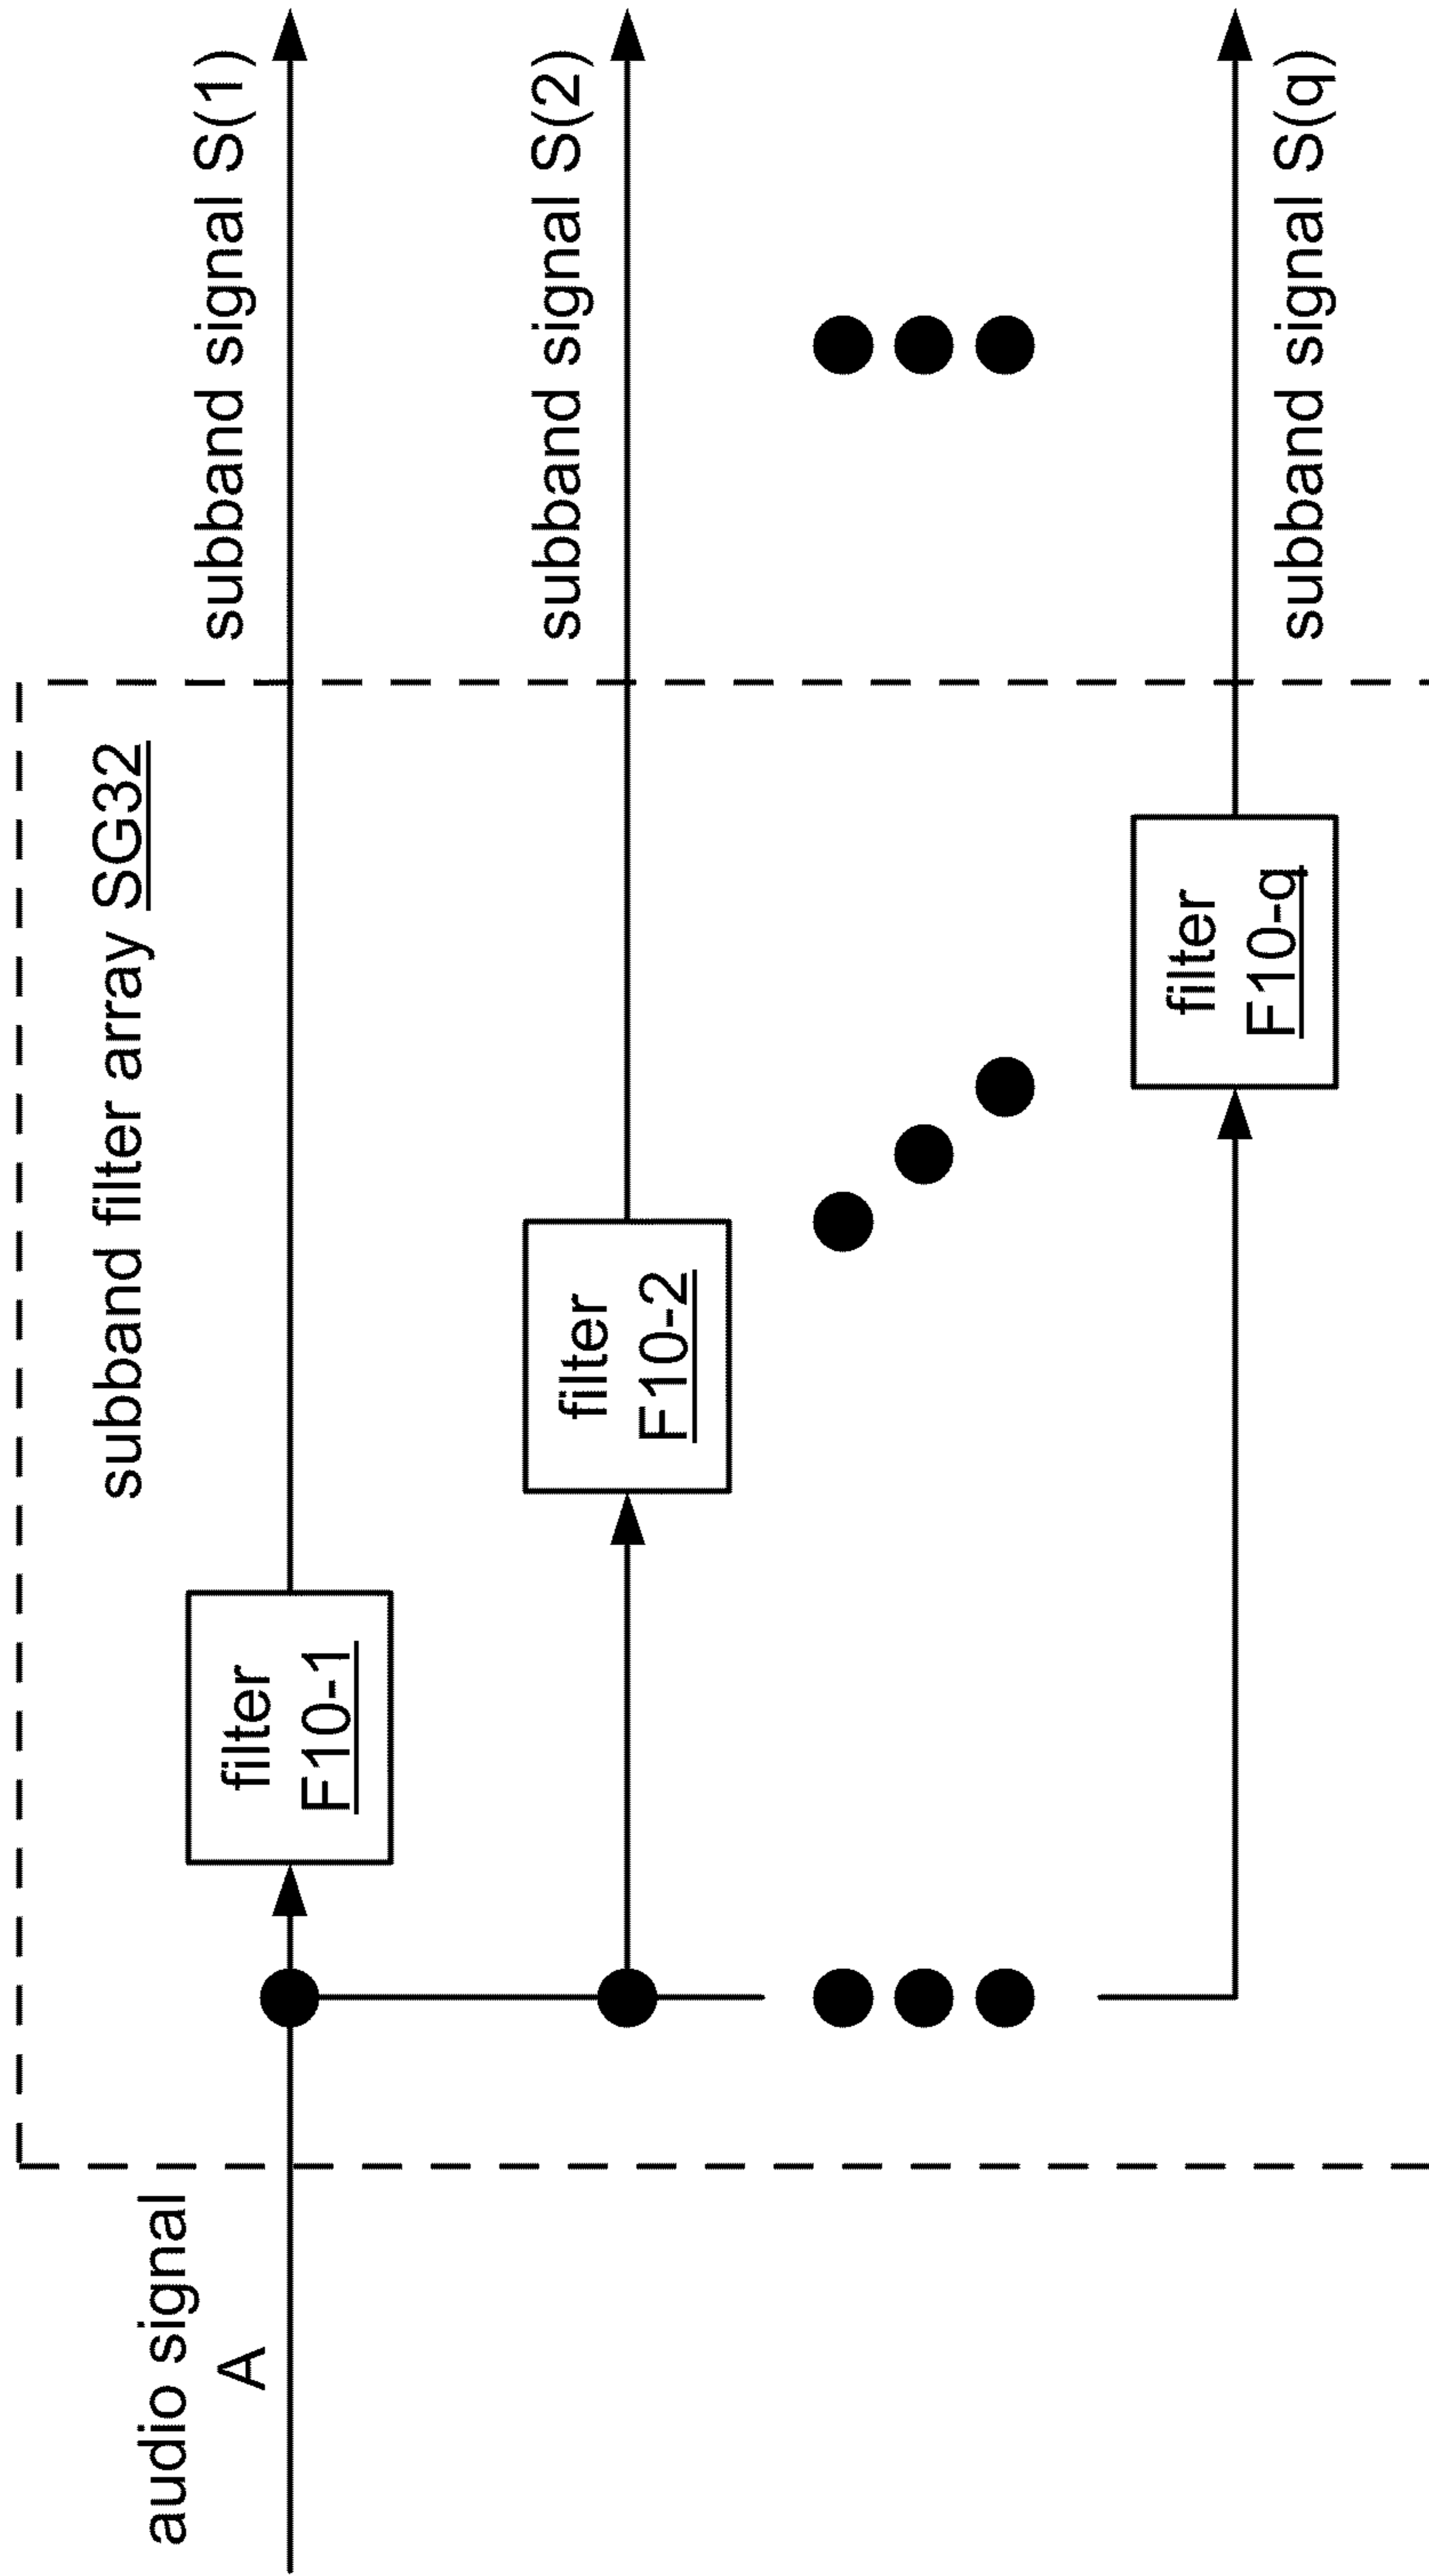 audio signal
A
subband filter array SG32
filter
F10-1
subband signal S(1)
filter
F10-2
subband signal S(2)
filter
F10-q
subband signal S(q)